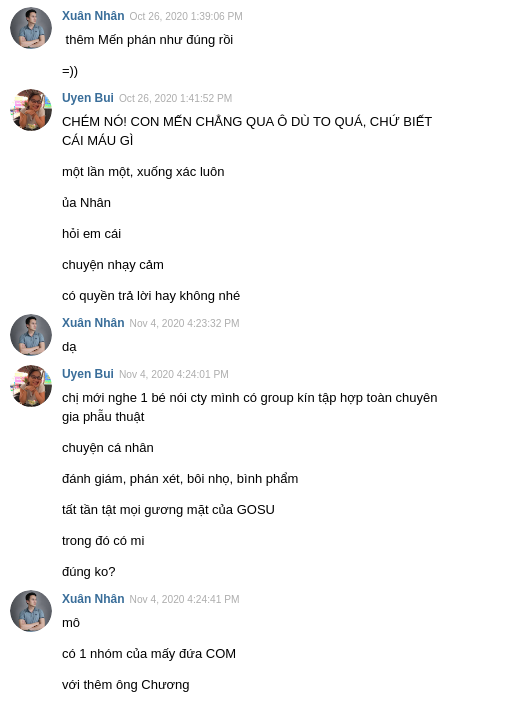 Xuân Nhân Oct 26, 2020 1:39:06 PM
thêm Mến phán như đúng rồi
=))
Uyen Bui Oct 26, 2020 1:41:52 PM
CHÉM NÓ! CON MẾN CHẲNG QUA Ô DÙ TO QUÁ, CHỨ BIẾT
CÁI MÁU GÌ
một lần một, xuống xác luôn
ủa Nhân
hỏi em cái
chuyện nhạy cảm
có quyền trả lời hay không nhé
Xuân Nhân Nov 4, 2020 4:23:32 PM
dạ
Uyen Bui Nov 4, 2020 4:24:01 PM
chị mới nghe 1 bé nói cty mình có group kín tập hợp toàn chuyên
gia phẫu thuật
chuyện cá nhân
đánh giám, phán xét, bôi nhọ, bình phẩm
tất tần tật mọi gương mặt của GOSU
trong đó có mi
đúng ko?
Xuân Nhân Nov 4, 2020 4:24:41 PM
mô
có 1 nhóm của mấy đứa COM
với thêm ông Chương